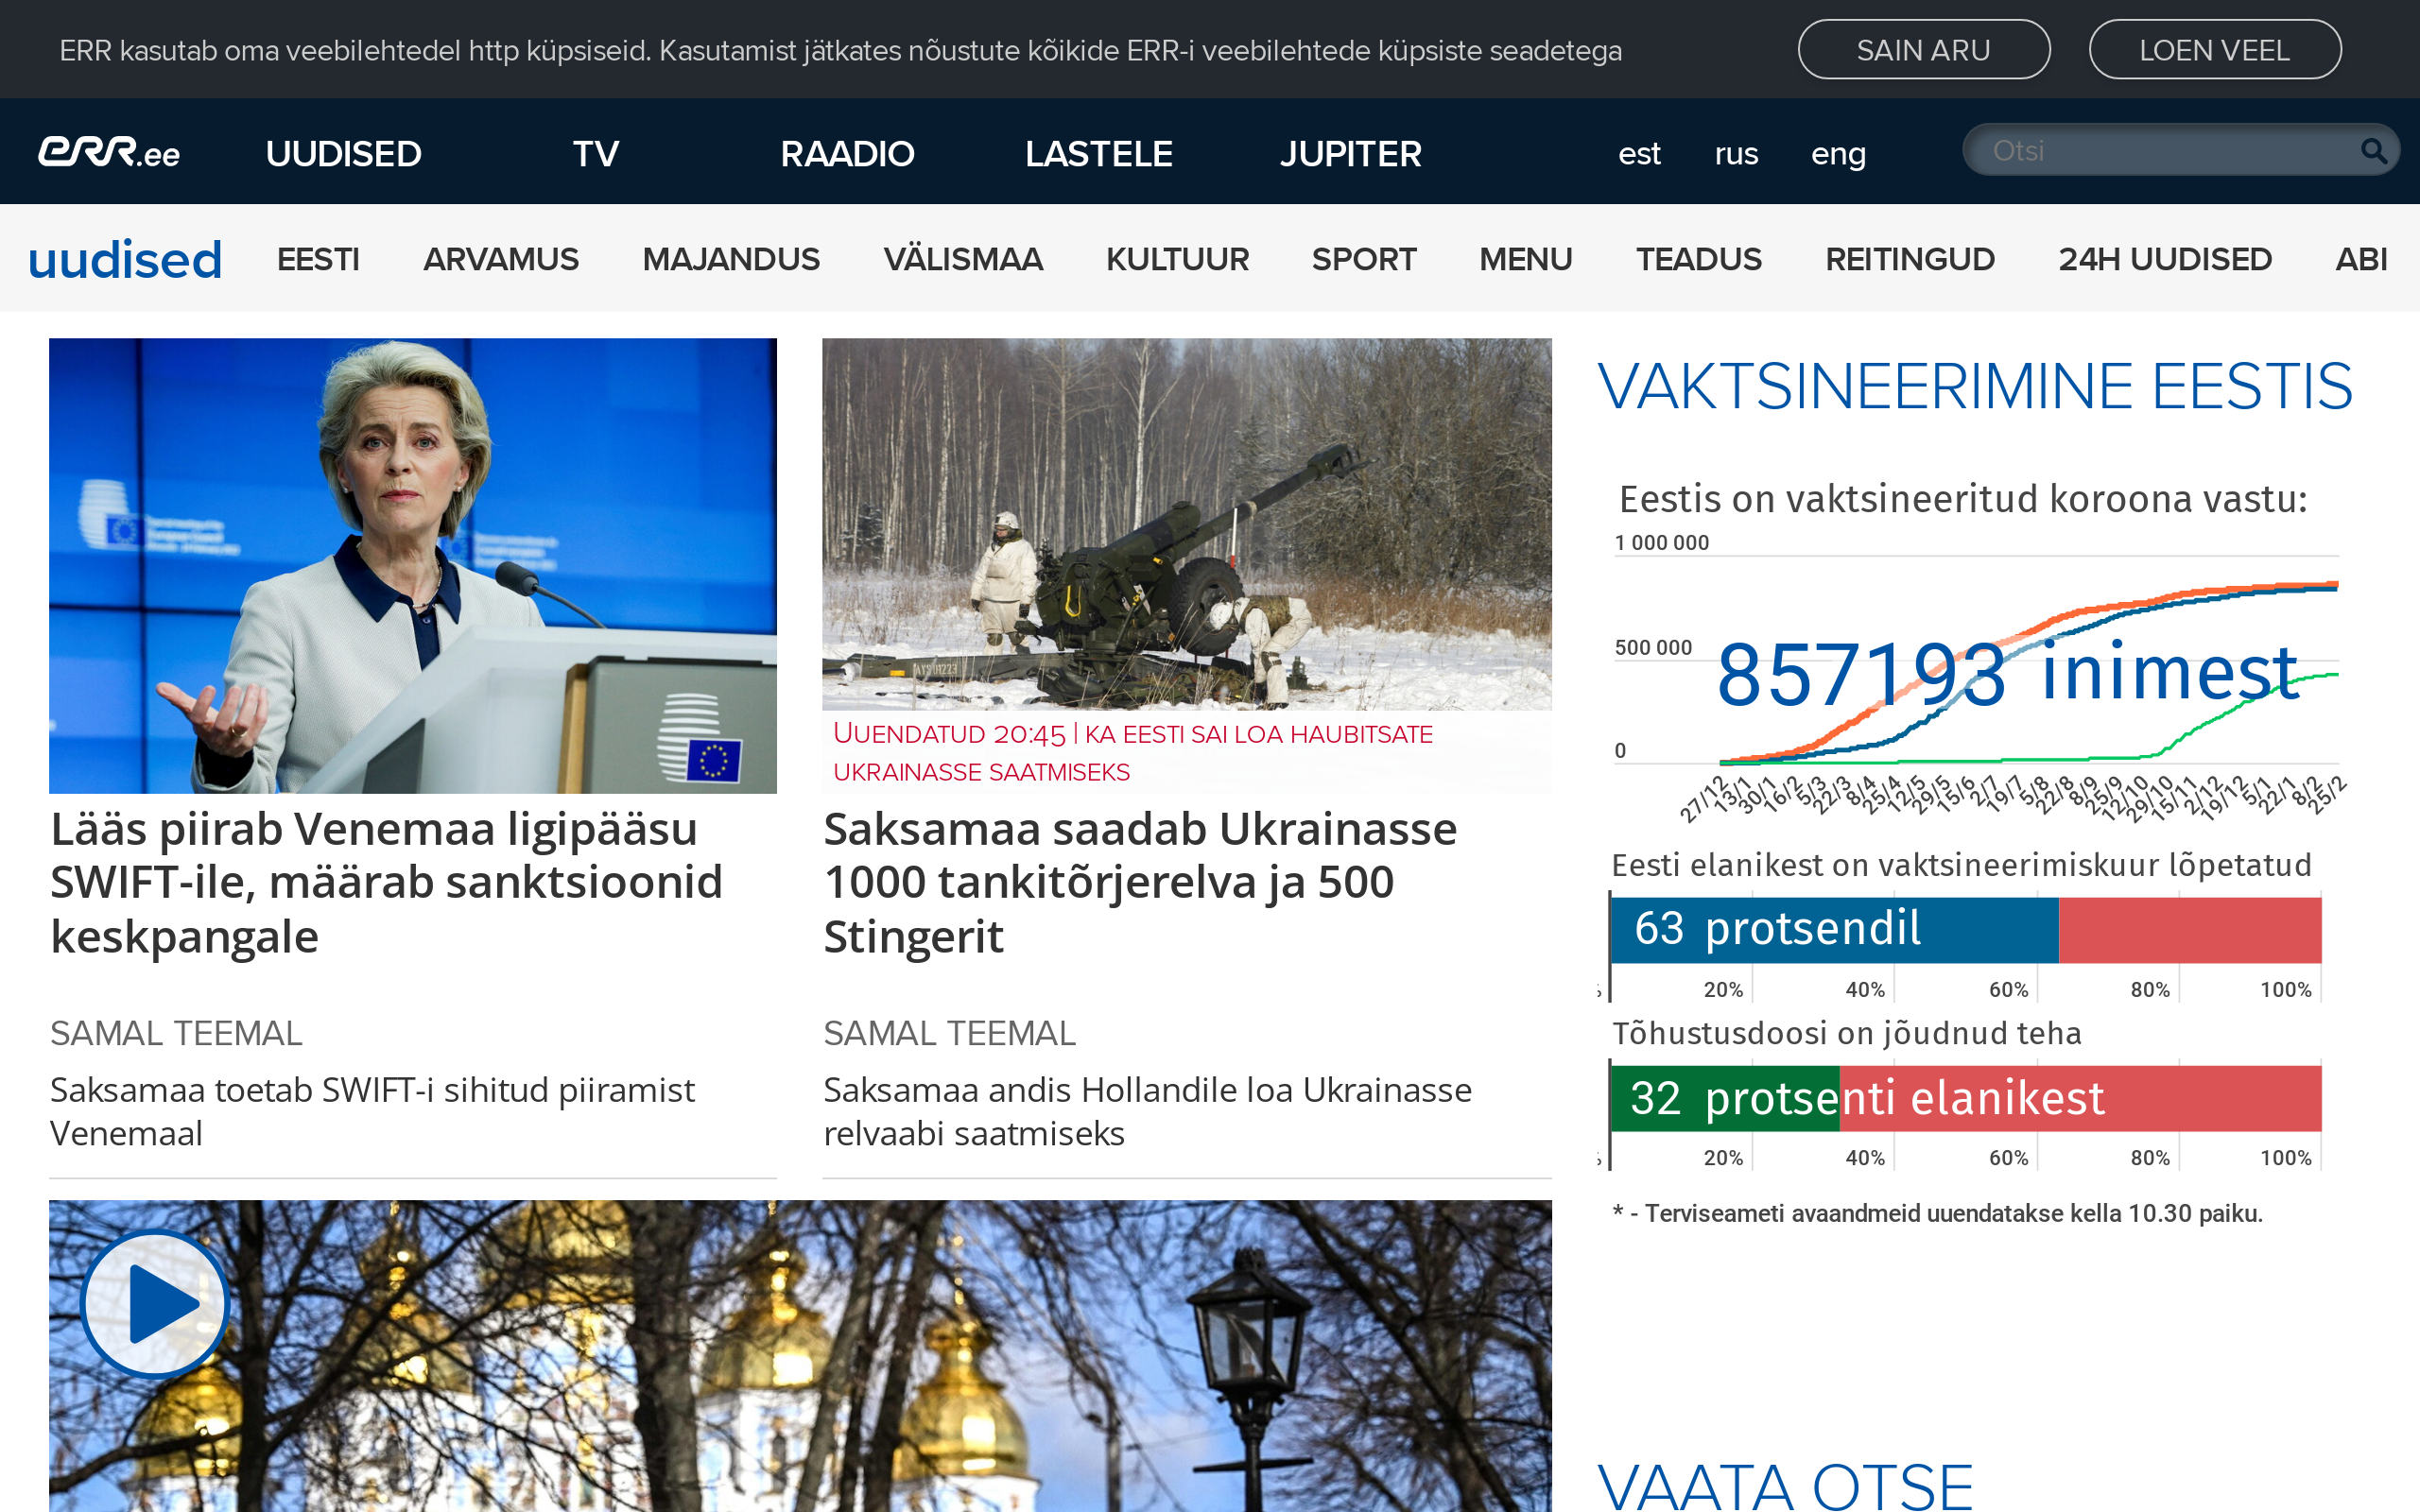 ERR kasutab oma veebilehtedel http küpsiseid. Kasutamist jätkates nõustute kõikide ERR-i veebilehtede küpsiste seadetega
SAIN ARU
LOEN VEEL
err.ee
UUDISED
TV
RAADIO
LASTELE
JUPITER
est
rus
eng
Otsi
uudised
EESTI
ARVAMUS
MAJANDUS
VÄLISMAA
KULTUUR
SPORT
MENU
TEADUS
REITINGUD
24H UUDISED
ABI
Lääs piirab Venemaa ligipääsu
SWIFT-ile, määrab sanktsioonid
keskpangale
SAMAL TEEMAL
Saksamaa toetab SWIFT-i sihitud piiramist
Venemaal
UUENDATUD 20:45 | KA EESTI SAI LOA HAUBITSATE
UKRAINASSE SAATMISEKS
Saksamaa saadab Ukrainasse
1000 tankitõrjerelva ja 500
Stingerit
SAMAL TEEMAL
Saksamaa andis Hollandile loa Ukrainasse
relvaabi saatmiseks
VAKTSINEERIMINE EESTIS
Eestis on vaktsineeritud koroona vastu:
1 000 000
500 000
857193 inimest
0
27/12 13/1 30/1 16/2 5/3 22/3 8/4 25/4 12/5 29/5 15/6 2/7 19/7 5/8 22/8 8/9 25/9 12/10 29/10 15/11 2/12 19/12 5/1 22/1 8/2 25/2
Eesti elanikest on vaktsineerimiskuur lõpetatud
63 protsendil
20% 40% 60% 80% 100%
Tõhustusdoosi on jõudnud teha
32 protsenti elanikest
20% 40% 60% 80% 100%
* - Terviseameti avaandmeid uuendatakse kella 10.30 paiku.
VAATA OTSE